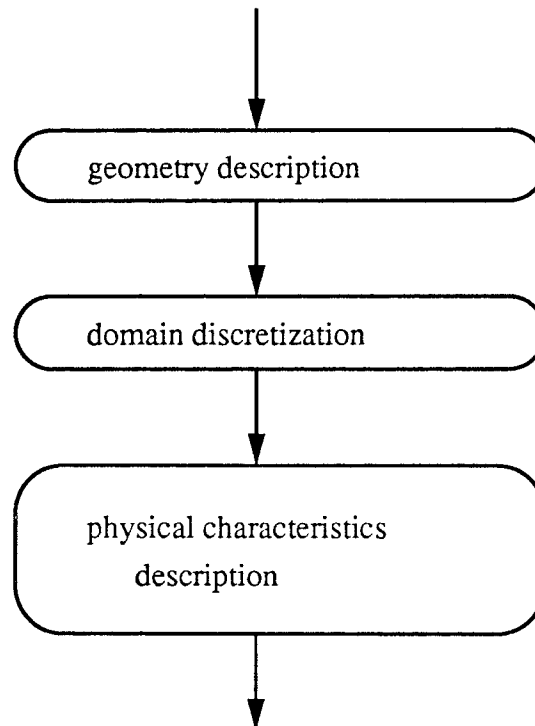 geometry description
domain discretization
physical characteristics
description